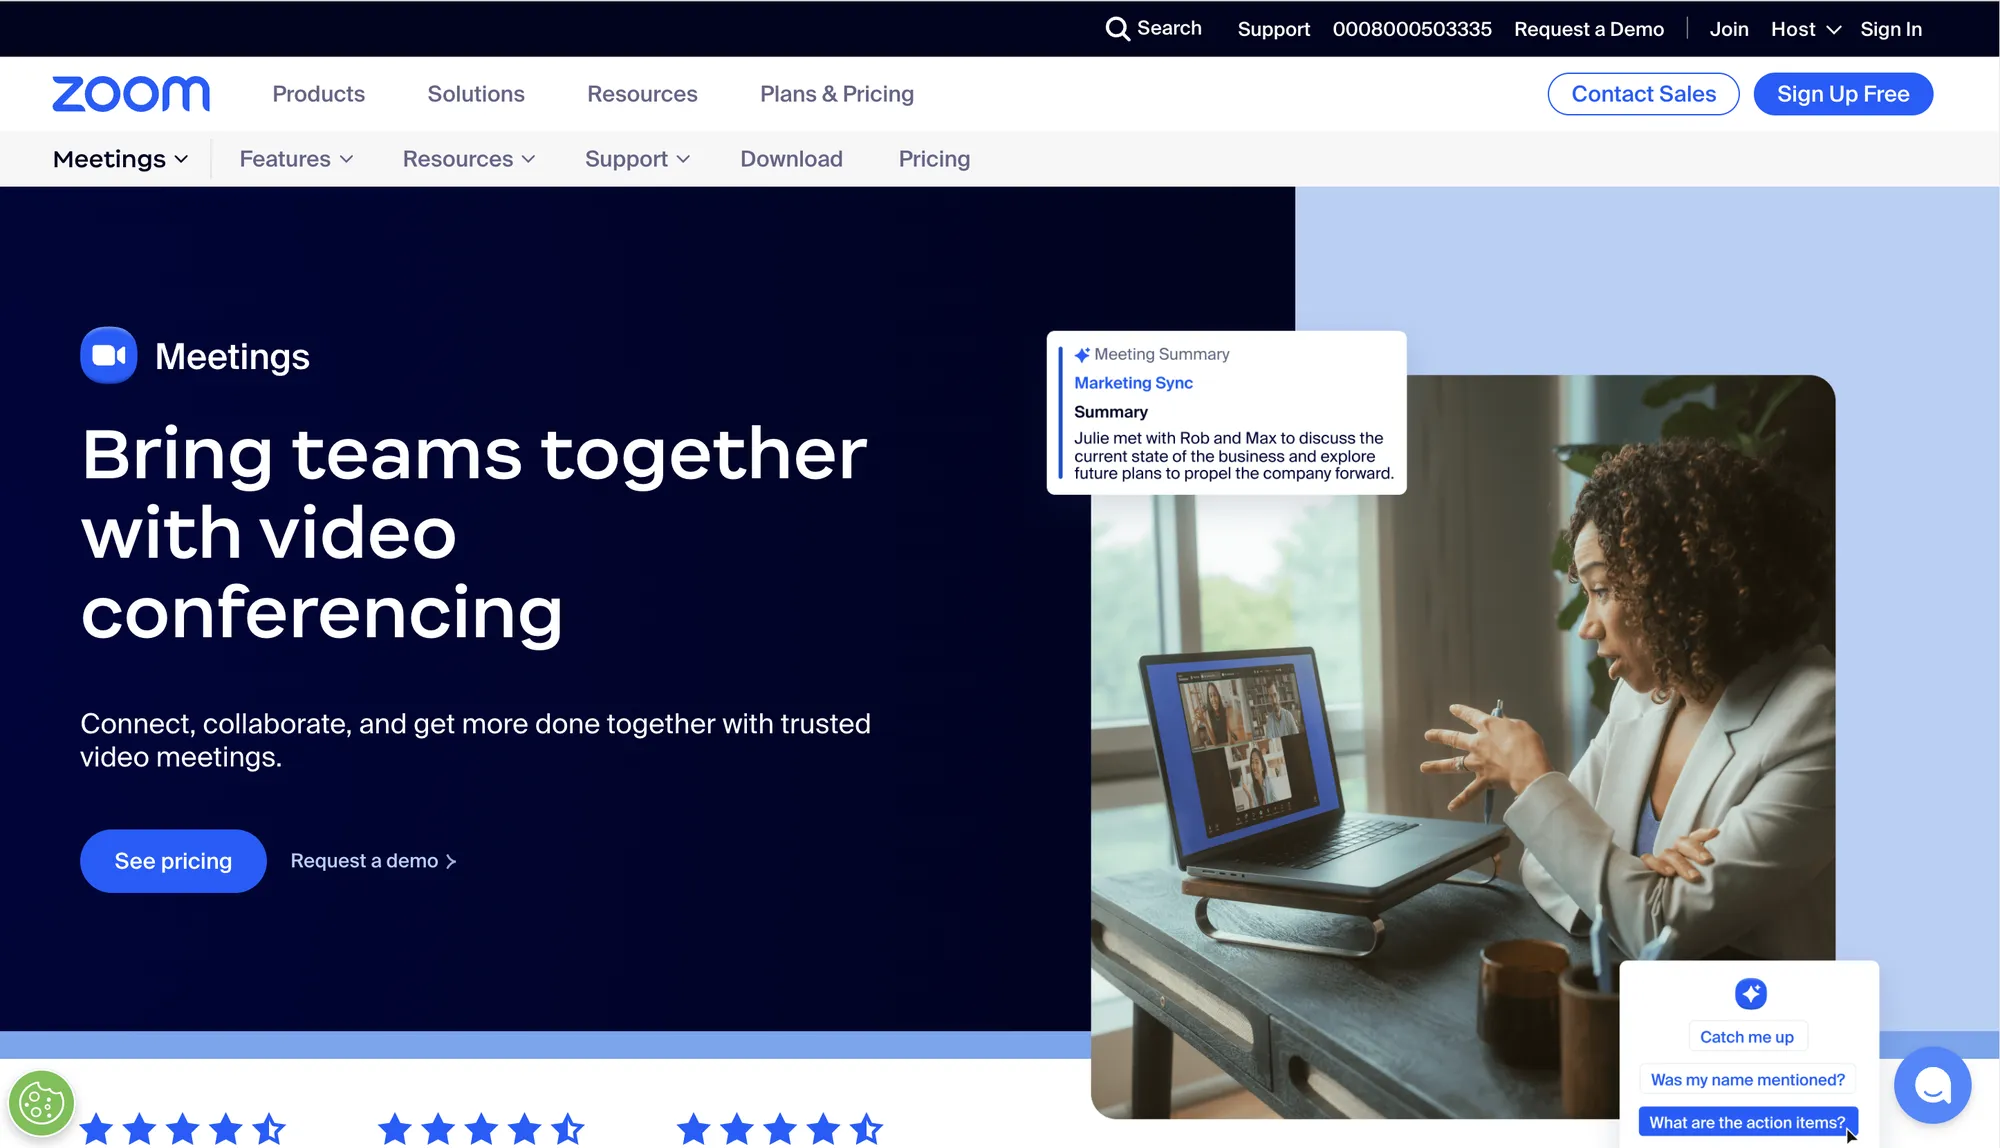 Search Support 0008000503335 Request a Demo Join Host Sign In
zoom Products Solutions Resources Plans & Pricing Contact Sales Sign Up Free
Meetings Features Resources Support Download Pricing
Meetings
Bring teams together
with video
conferencing
Connect, collaborate, and get more done together with trusted
video meetings.
See pricing Request a demo
Meeting Summary
Marketing Sync
Summary
Julie met with Rob and Max to discuss the
current state of the business and explore
future plans to propel the company forward.
Catch me up
Was my name mentioned?
What are the action items?